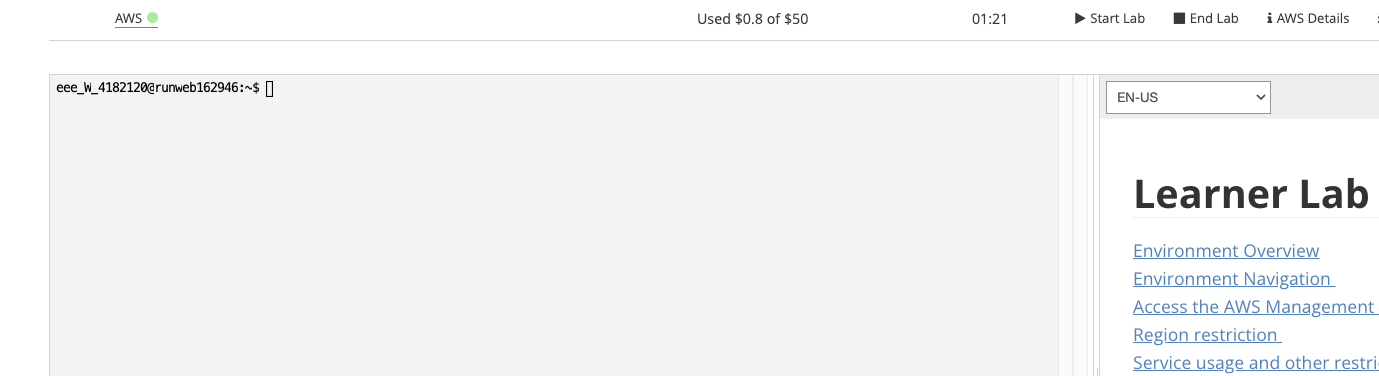 AWS Used $0.8 of $50 01:21 Start Lab End Lab AWS Details
eee_W_4182120@runweb162946:~$
EN-US
Learner Lab
Environment Overview
Environment Navigation
Access the AWS Management
Region restriction
Service usage and other restri